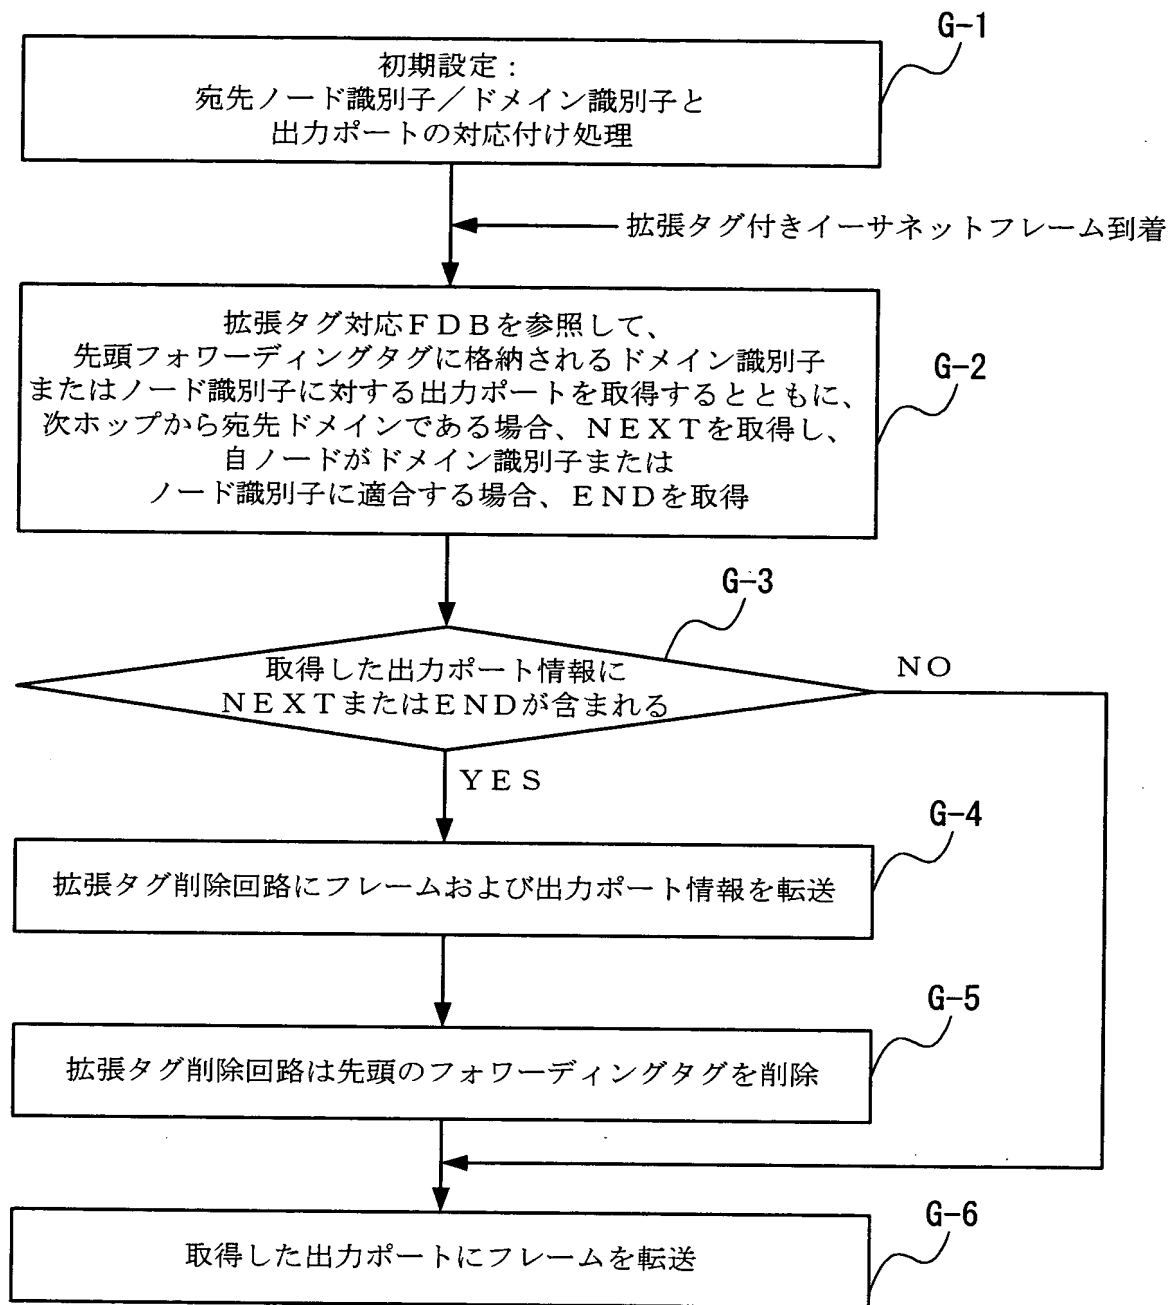 G-1
初期設定：
宛先ノード識別子／ドメイン識別子と
出力ポートの対応付け処理
拡張タグ付きイーサネットフレーム到着
拡張タグ対応ＦＤＢを参照して、
先頭フォワーディングタグに格納されるドメイン識別子
またはノード識別子に対する出力ポートを取得するとともに、
次ホップから宛先ドメインである場合、ＮＥＸＴを取得し、
自ノードがドメイン識別子または
ノード識別子に適合する場合、ＥＮＤを取得
G-2
G-3
取得した出力ポート情報に
ＮＥＸＴまたはＥＮＤが含まれる
NO
YES
G-4
拡張タグ削除回路にフレームおよび出力ポート情報を転送
G-5
拡張タグ削除回路は先頭のフォワーディングタグを削除
G-6
取得した出力ポートにフレームを転送